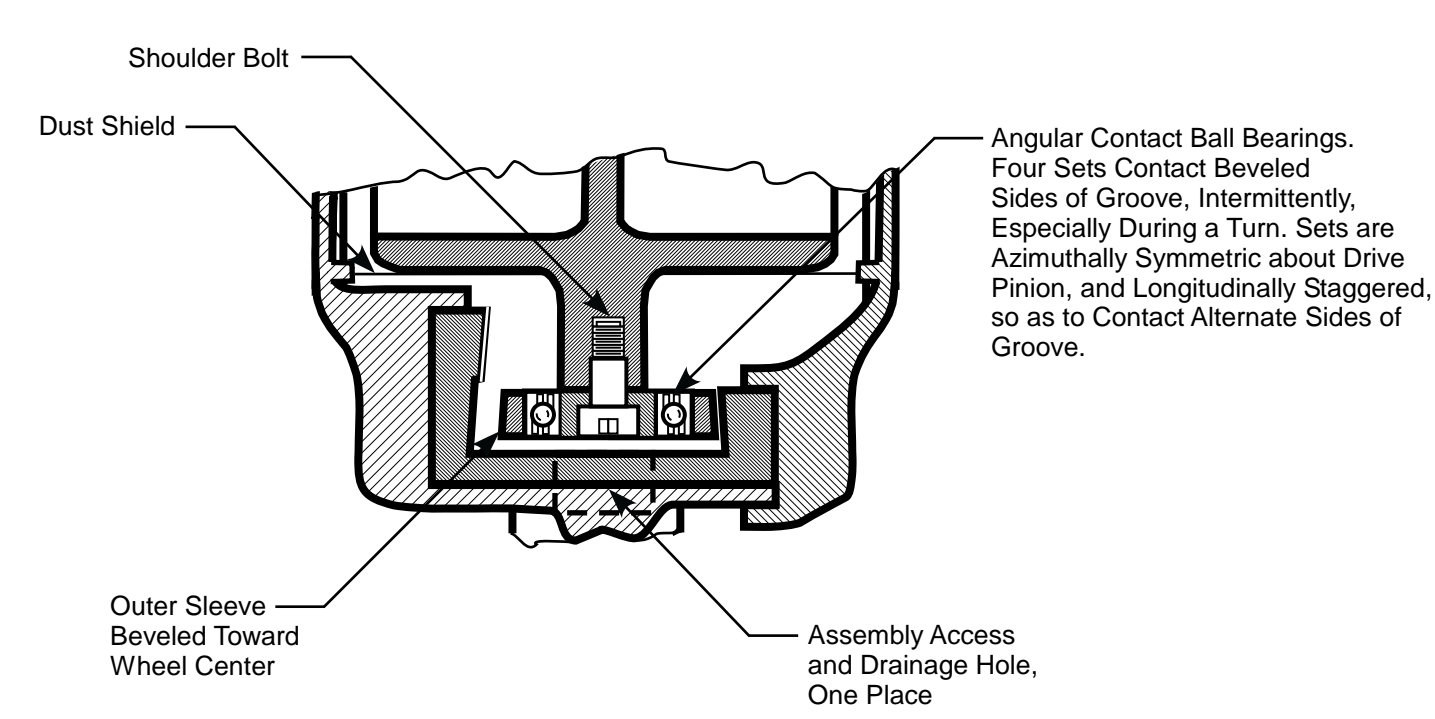 Shoulder Bolt
Dust Shield
Angular Contact Ball Bearings.
Four Sets Contact Beveled
Sides of Groove, Intermittently,
Especially During a Turn. Sets are
Azimuthally Symmetric about Drive
Pinion, and Longitudinally Staggered,
so as to Contact Alternate Sides of
Groove.
Outer Sleeve
Beveled Toward
Wheel Center
Assembly Access
and Drainage Hole,
One Place